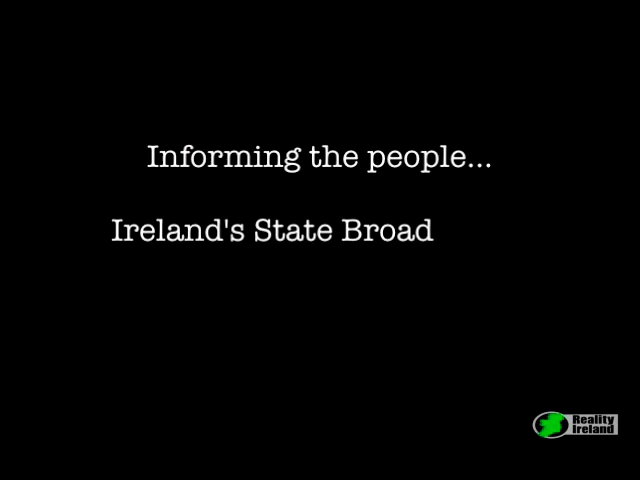 Informing the people...
Ireland's State Broad
Reality
Ireland